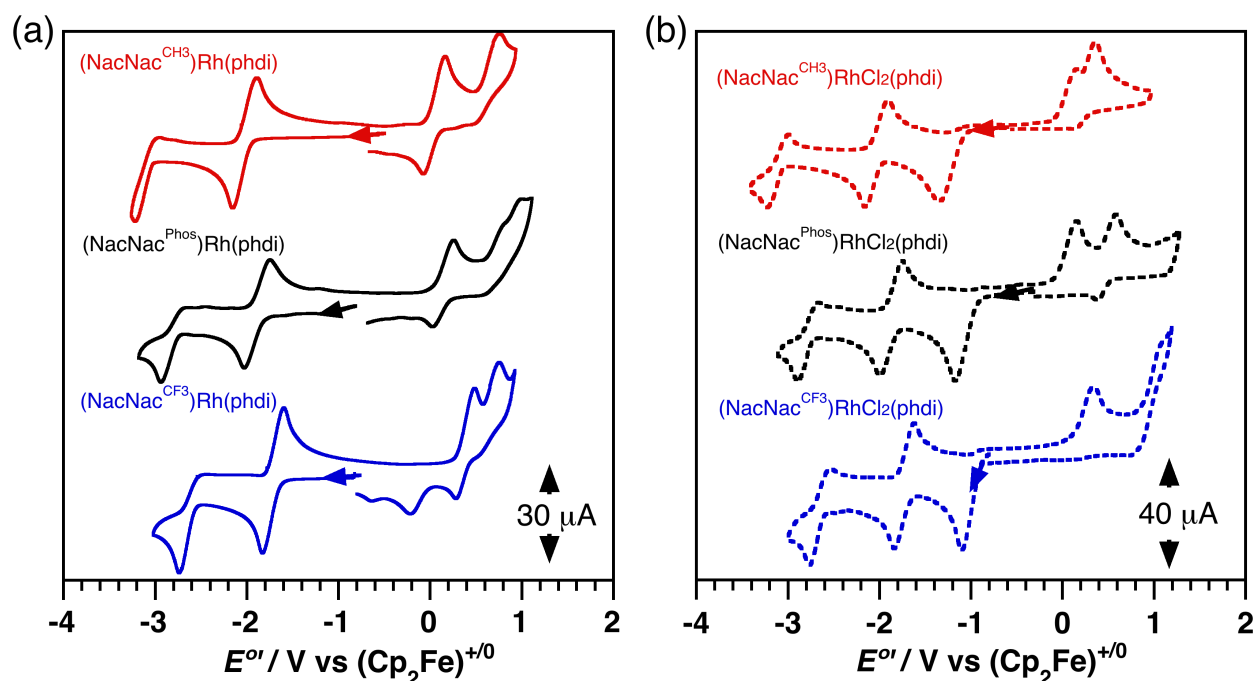 (a)
(NacNac^CH3)Rh(phdi)
(NacNac^Phos)Rh(phdi)
(NacNac^CF3)Rh(phdi)
30 μA
-4 -3 -2 -1 0 1 2
E°' / V vs (Cp₂Fe)^+/0
(b)
(NacNac^CH3)RhCl₂(phdi)
(NacNac^Phos)RhCl₂(phdi)
(NacNac^CF3)RhCl₂(phdi)
40 μA
-4 -3 -2 -1 0 1 2
E°' / V vs (Cp₂Fe)^+/0